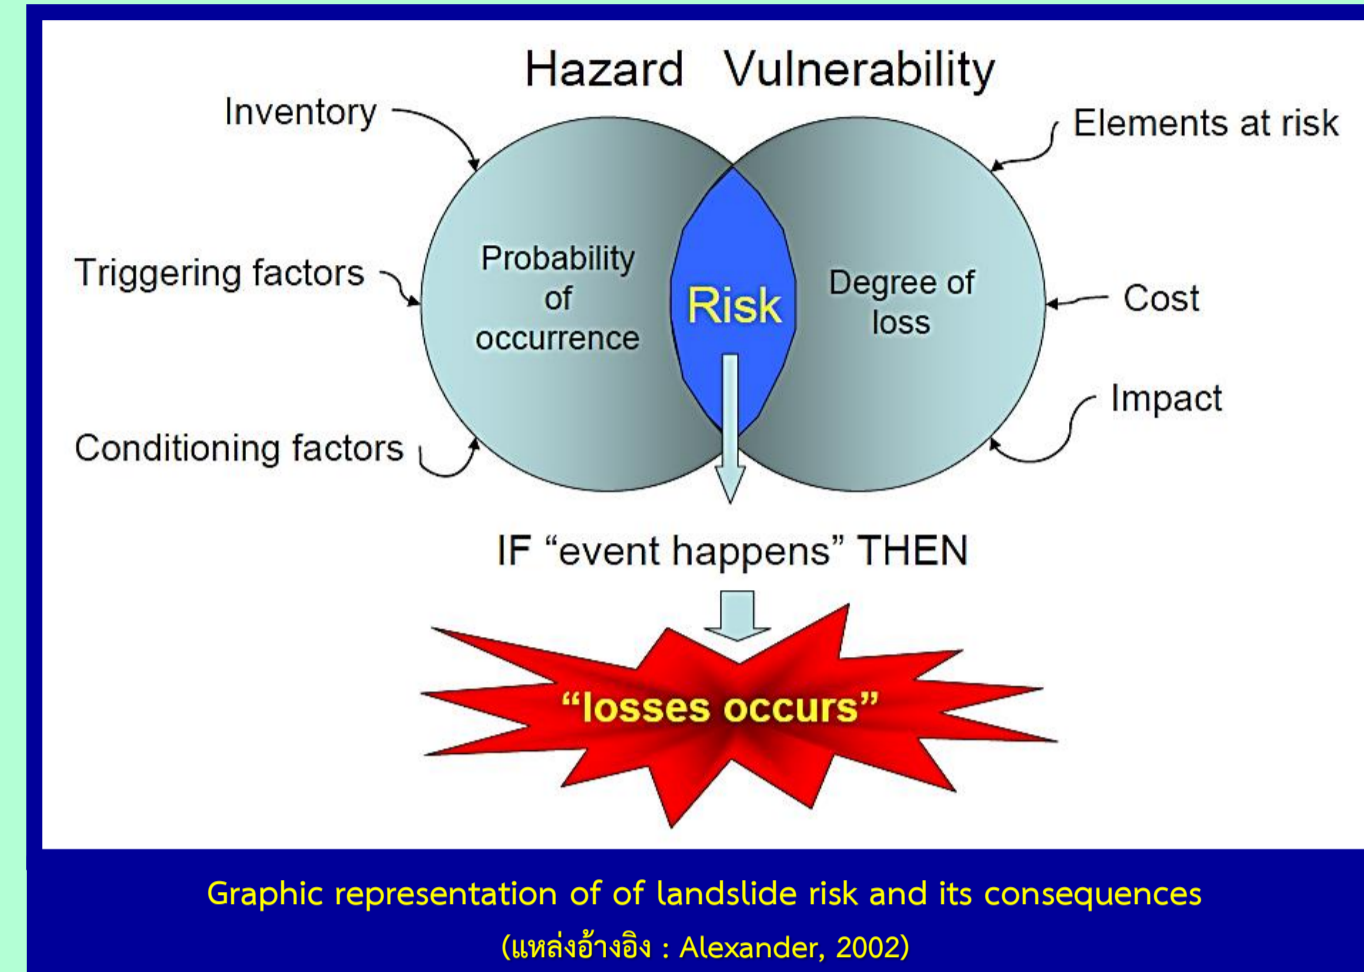 Hazard Vulnerability
Inventory
Elements at risk
Triggering factors
Probability
of
occurrence
Risk
Degree of
loss
Cost
Conditioning factors
Impact
IF “event happens” THEN
“losses occurs”
Graphic representation of of landslide risk and its consequences
(แหล่งอ้างอิง : Alexander, 2002)